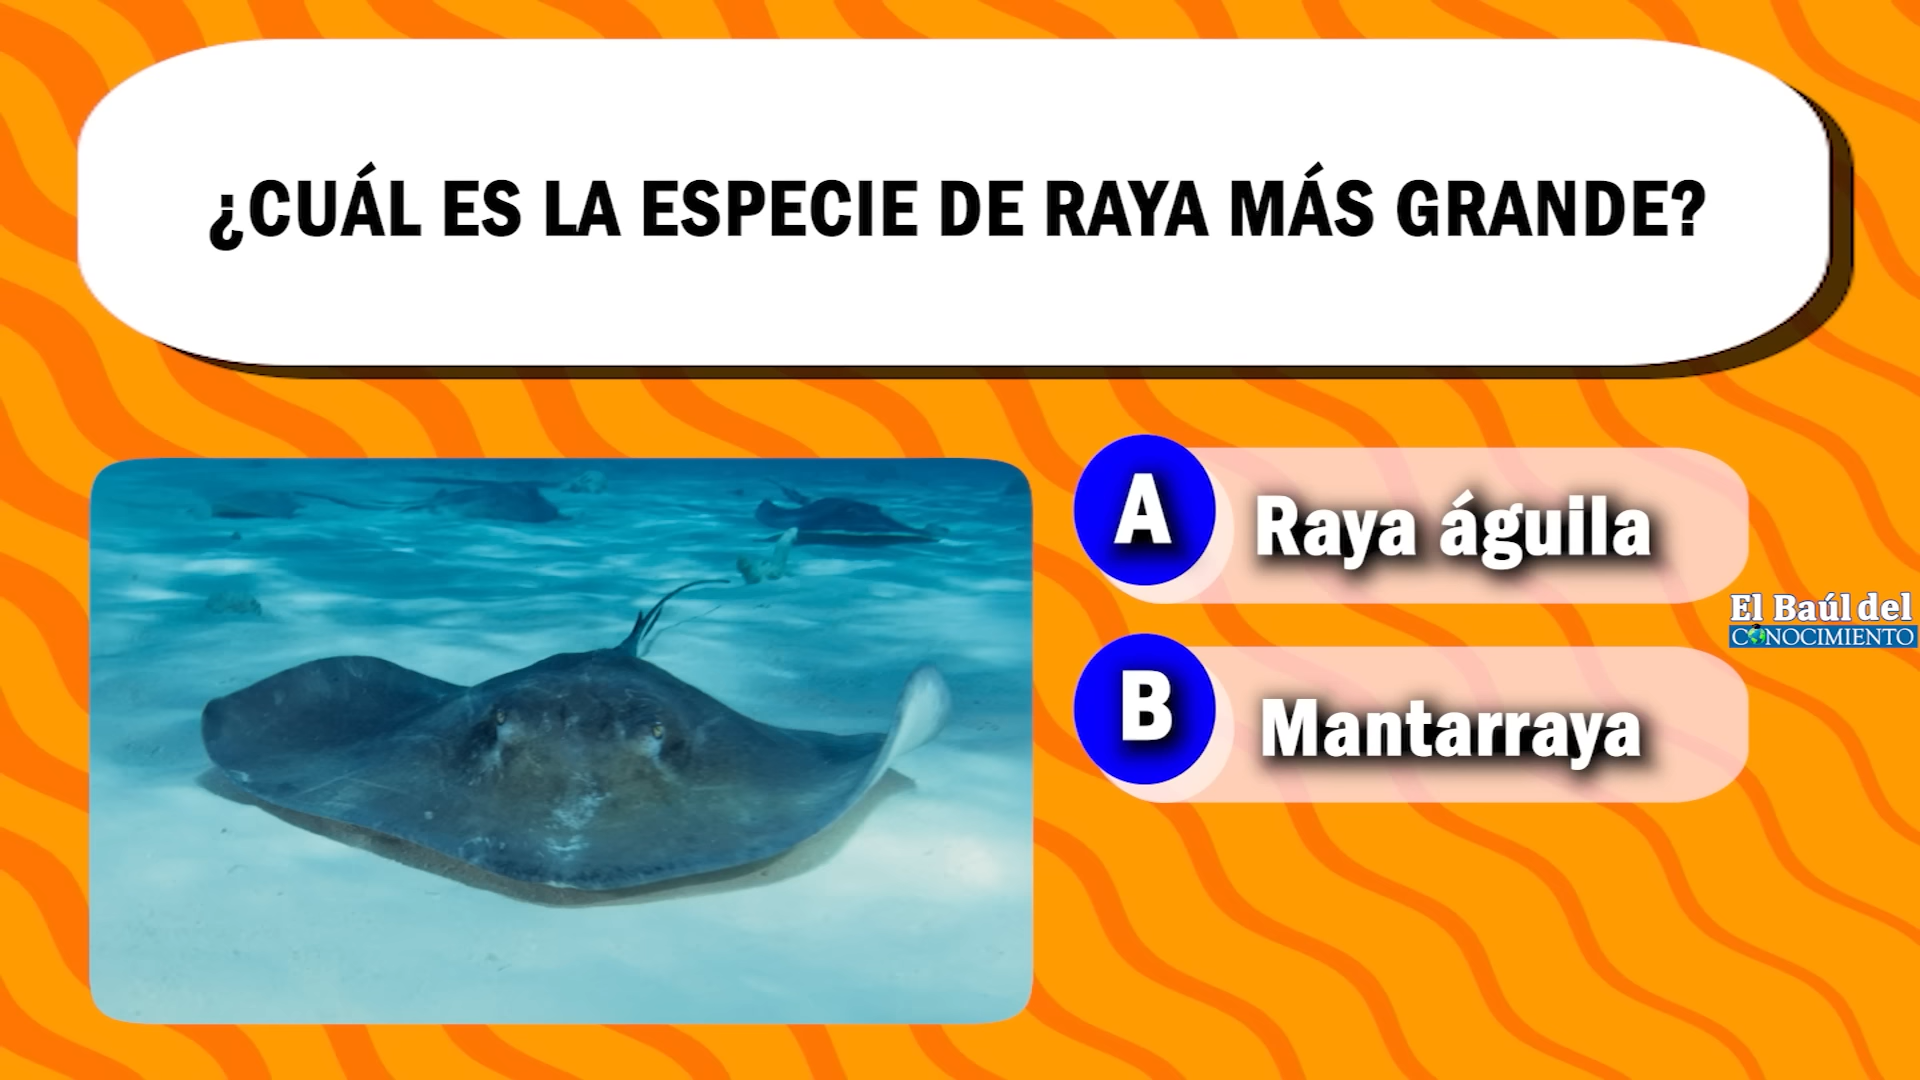 ¿CUÁL ES LA ESPECIE DE RAYA MÁS GRANDE?
A Raya águila
B Mantarraya
El Baúl del
CONOCIMIENTO